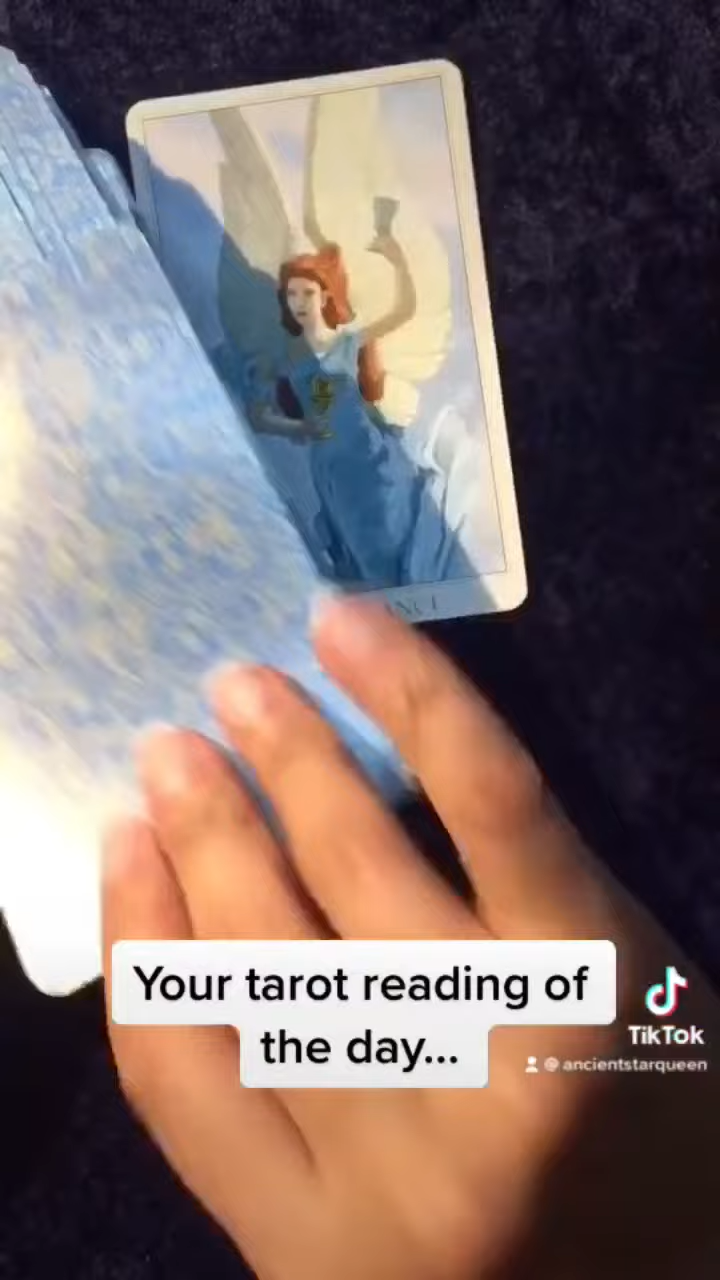 Your tarot reading of
the day...
TikTok
@ ancientstarqueen